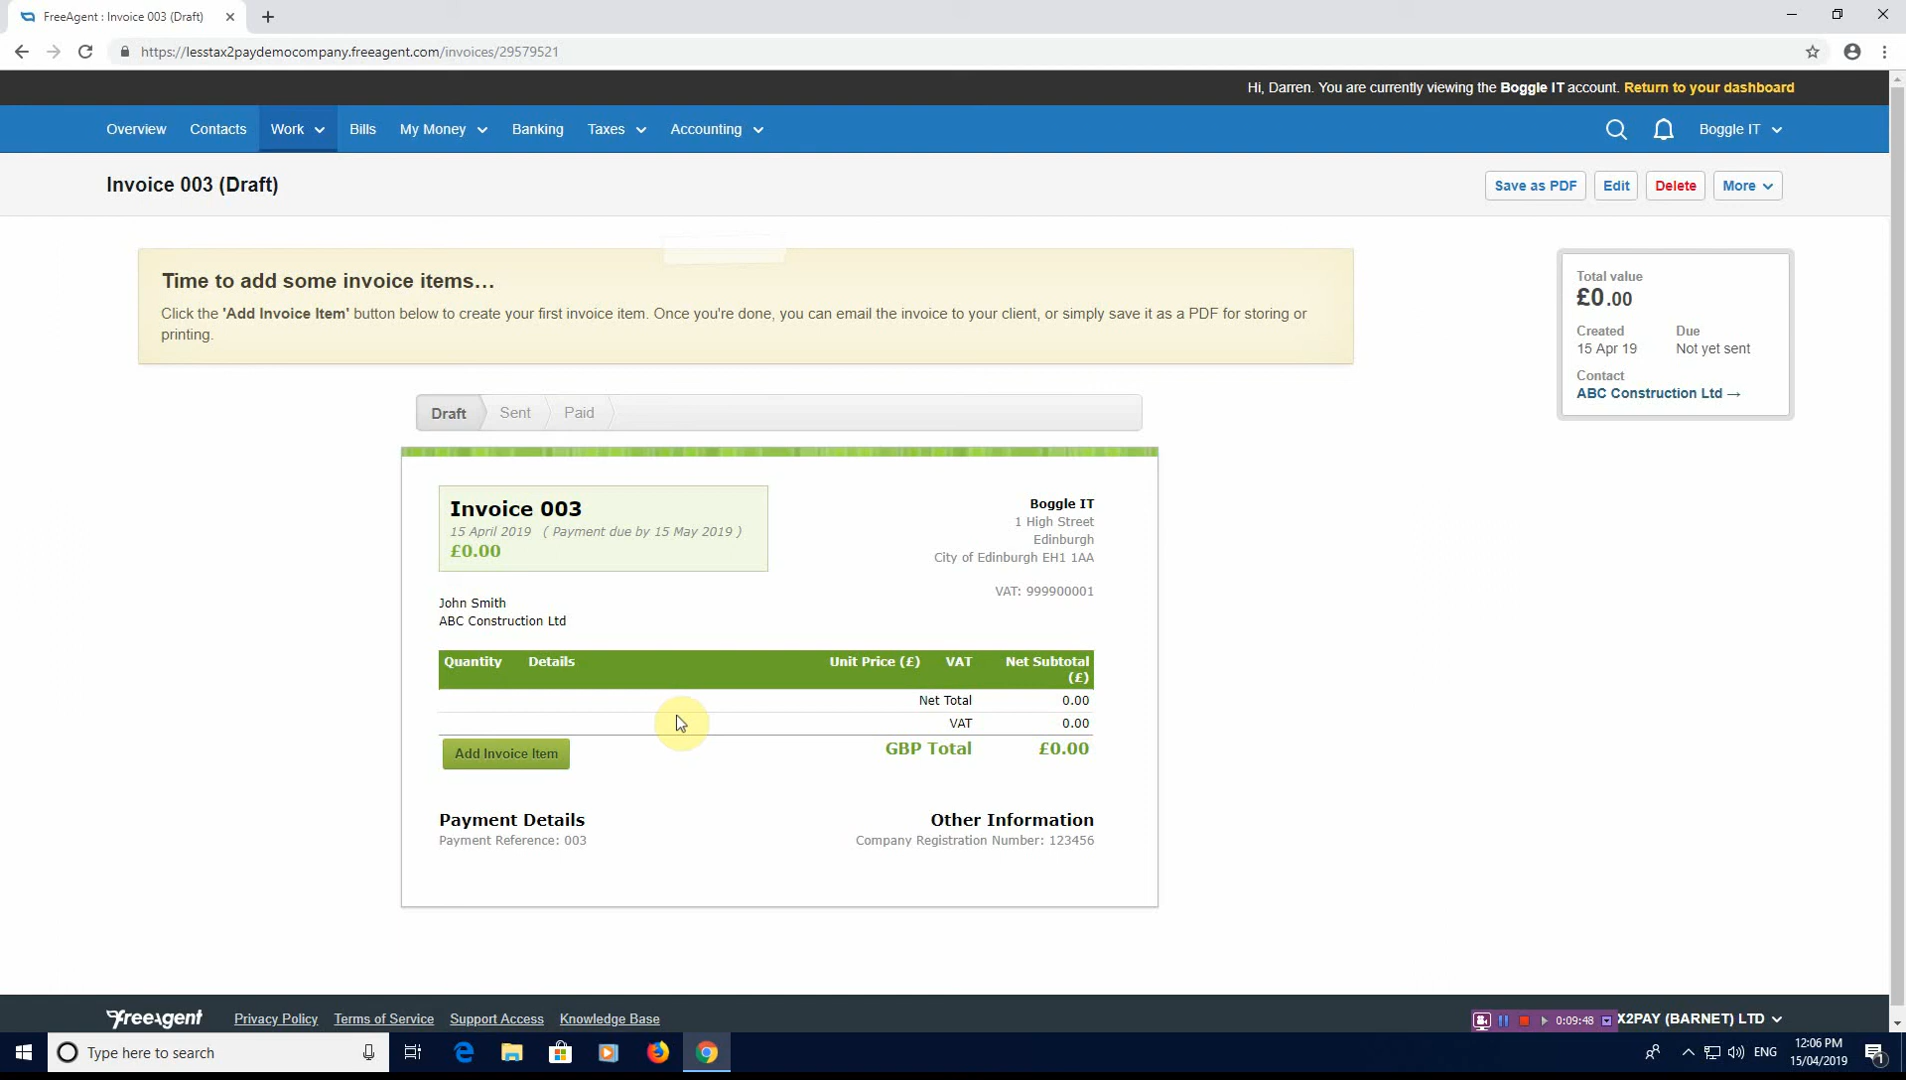 FreeAgent : Invoice 003 (Draft)
https://lesstax2paydemocompany.freeagent.com/invoices/29579521
Hi, Darren. You are currently viewing the Boggle IT account. Return to your dashboard
Overview Contacts Work Bills My Money Banking Taxes Accounting Boggle IT
Invoice 003 (Draft)
Save as PDF Edit Delete More
Time to add some invoice items…
Click the 'Add Invoice Item' button below to create your first invoice item. Once you're done, you can email the invoice to your client, or simply save it as a PDF for storing or
printing.
Total value
£0.00
Created Due
15 Apr 19 Not yet sent
Contact
ABC Construction Ltd →
Draft Sent Paid
Invoice 003
15 April 2019 ( Payment due by 15 May 2019 )
£0.00
Boggle IT
1 High Street
Edinburgh
City of Edinburgh EH1 1AA
VAT: 999900001
John Smith
ABC Construction Ltd
Quantity Details Unit Price (£) VAT Net Subtotal
(£)
Net Total 0.00
VAT 0.00
Add Invoice Item GBP Total £0.00
Payment Details Other Information
Payment Reference: 003 Company Registration Number: 123456
FreeAgent Privacy Policy Terms of Service Support Access Knowledge Base 0:09:48 X2PAY (BARNET) LTD
Type here to search
ENG
12:06 PM
15/04/2019
1